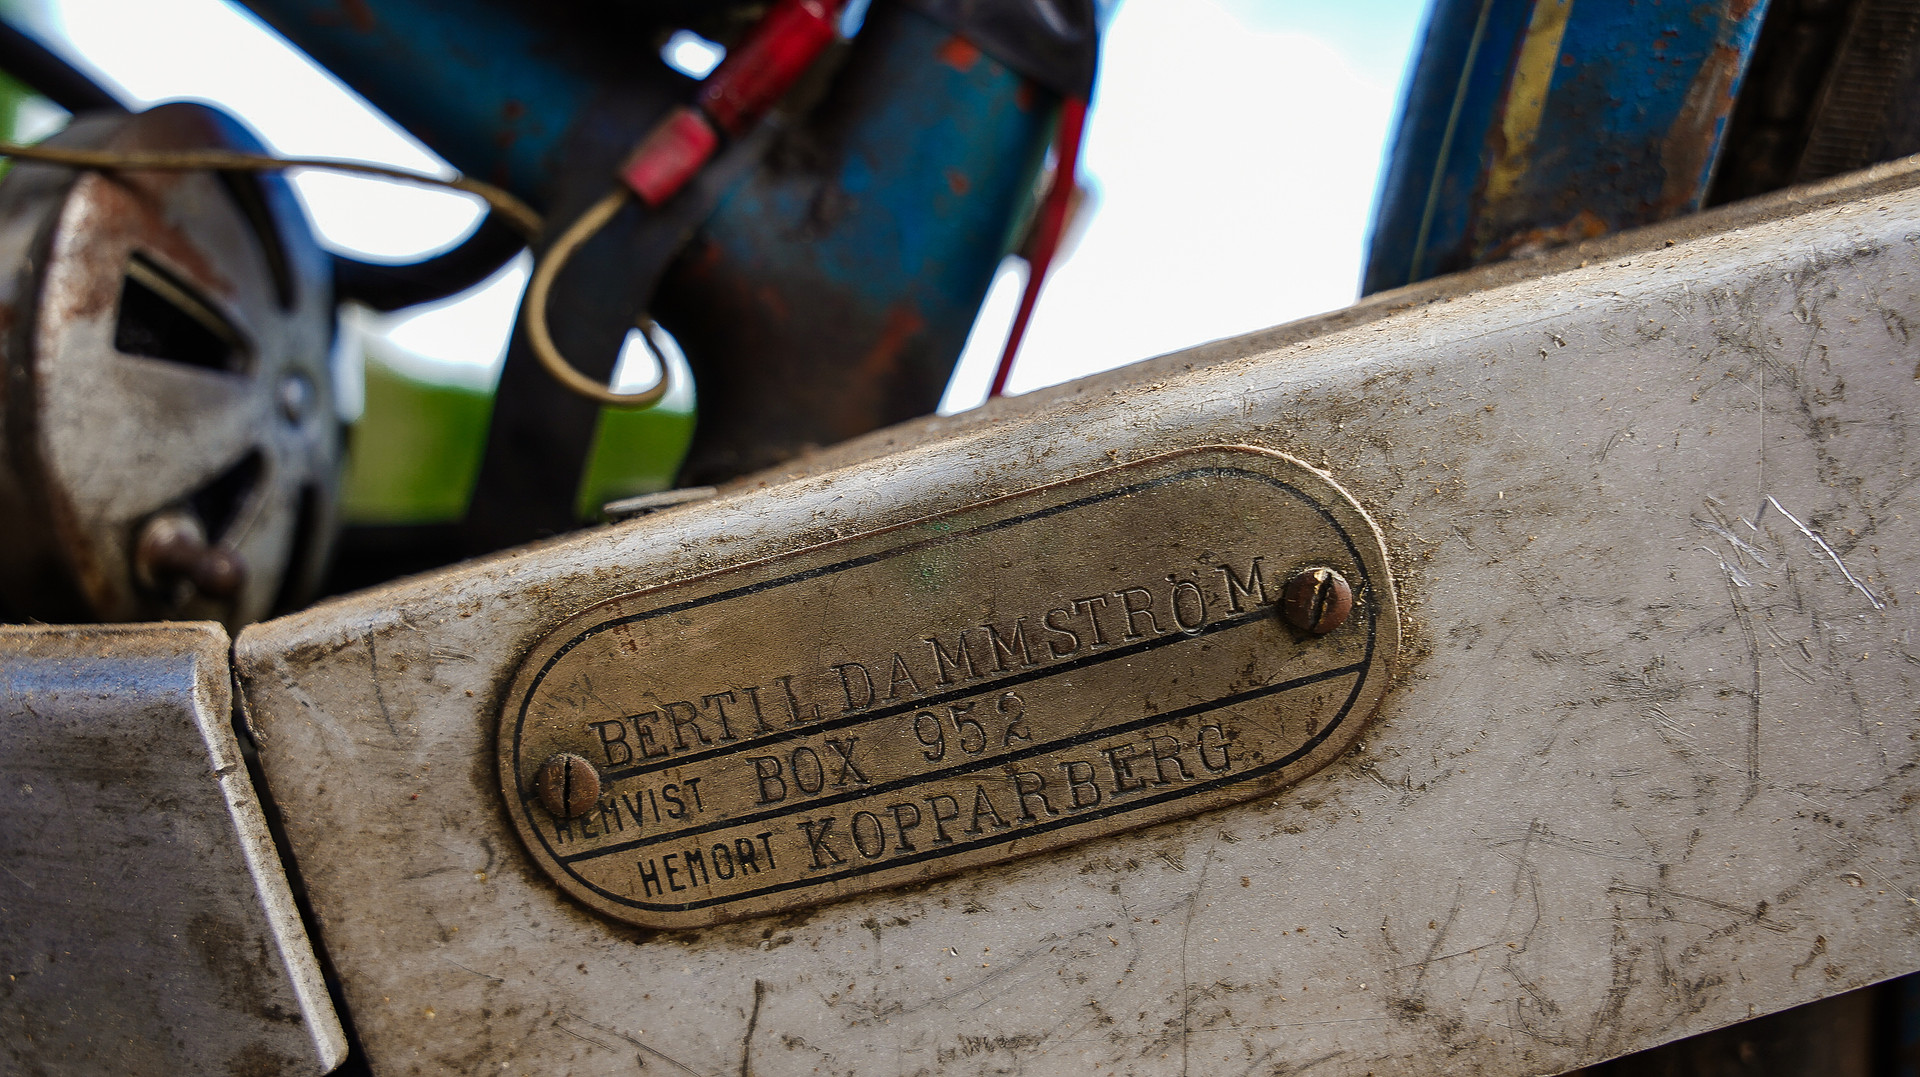 BERTIL DAMMSTRÖM
HEMVIST BOX 952
HEMORT KOPPARBERG